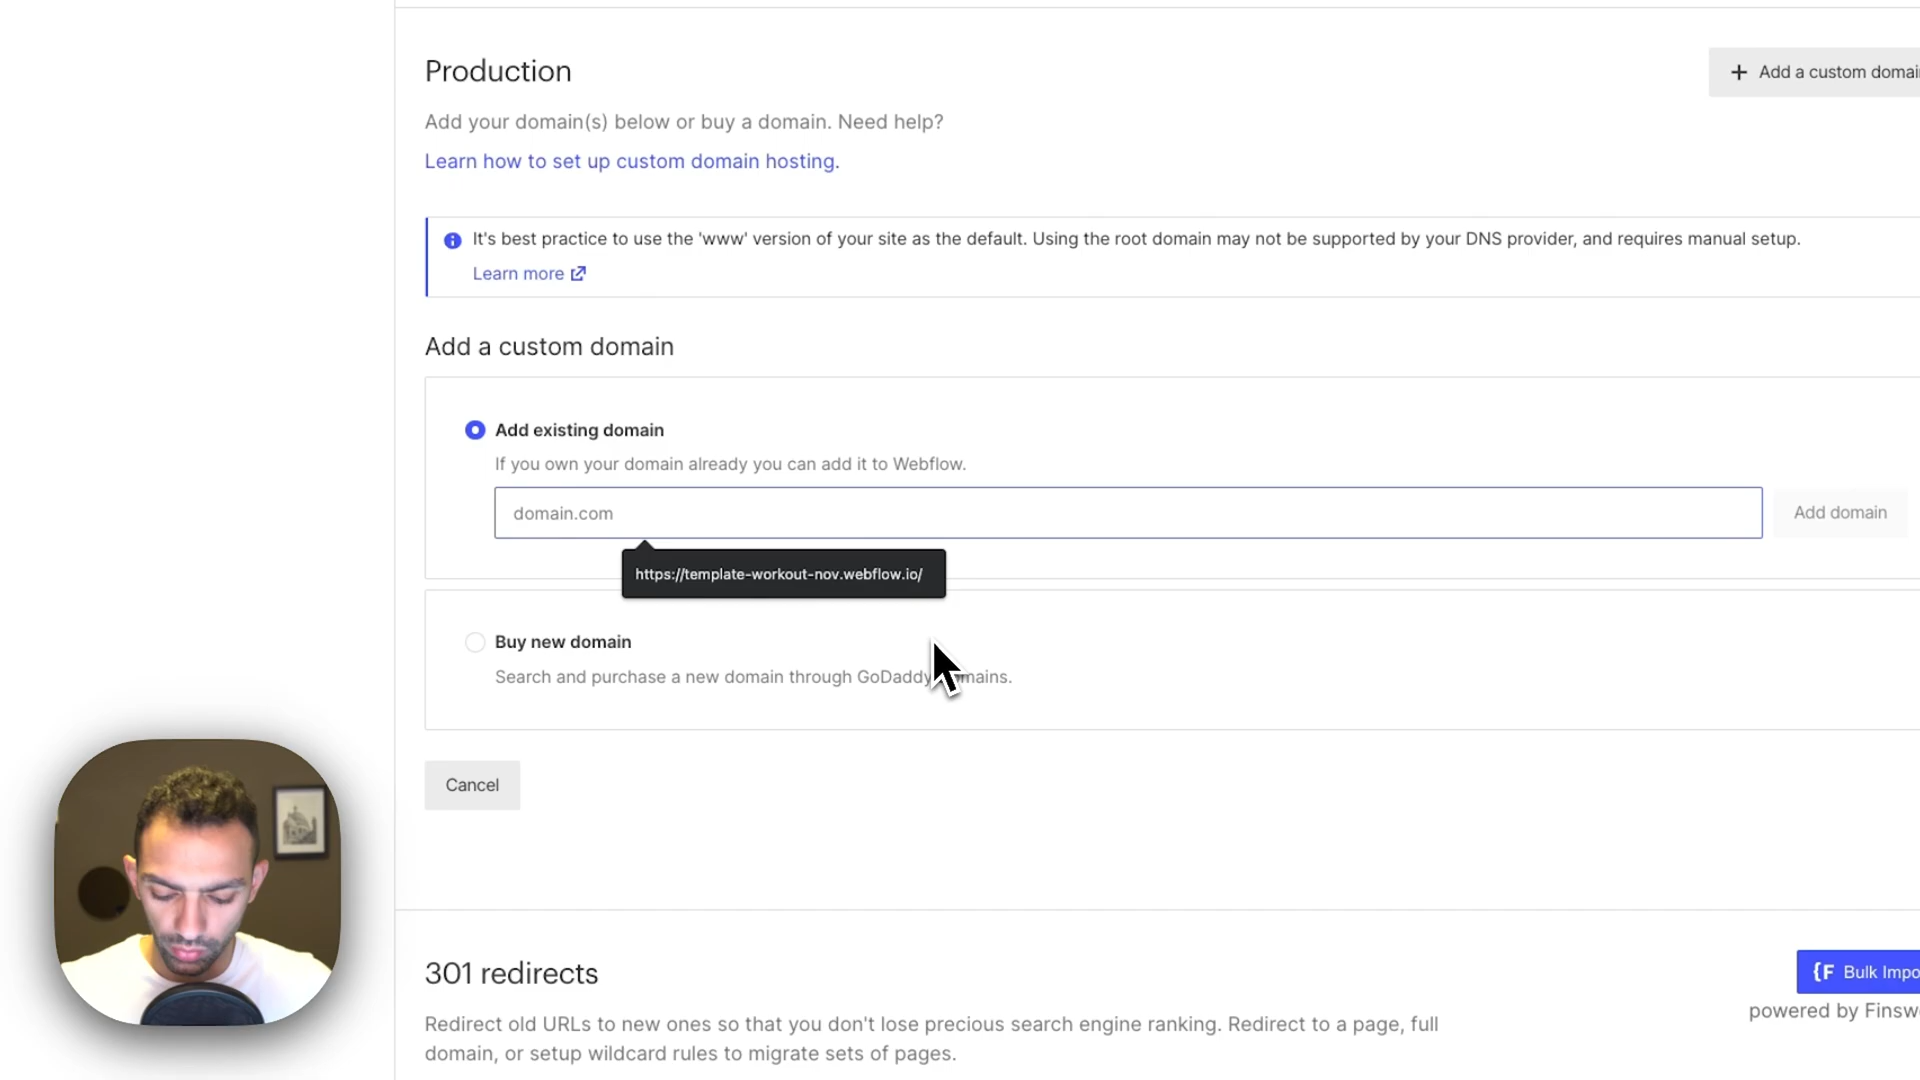 Production
+ Add a custom domai
Add your domain(s) below or buy a domain. Need help?
Learn how to set up custom domain hosting.
It's best practice to use the 'www' version of your site as the default. Using the root domain may not be supported by your DNS provider, and requires manual setup.
Learn more
Add a custom domain
Add existing domain
If you own your domain already you can add it to Webflow.
domain.com
Add domain
https://template-workout-nov.webflow.io/
Buy new domain
Search and purchase a new domain through GoDaddy mains.
Cancel
301 redirects
{F Bulk Impo
powered by Finsw
Redirect old URLs to new ones so that you don't lose precious search engine ranking. Redirect to a page, full
domain, or setup wildcard rules to migrate sets of pages.